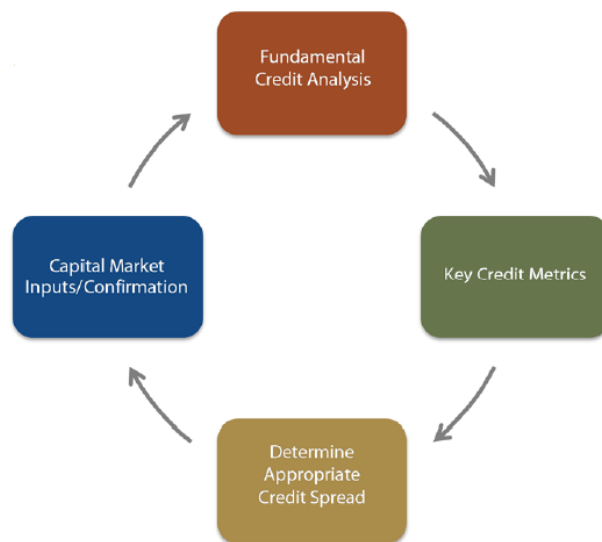 Fundamental
Credit Analysis
Key Credit Metrics
Determine
Appropriate
Credit Spread
Capital Market
Inputs/Confirmation